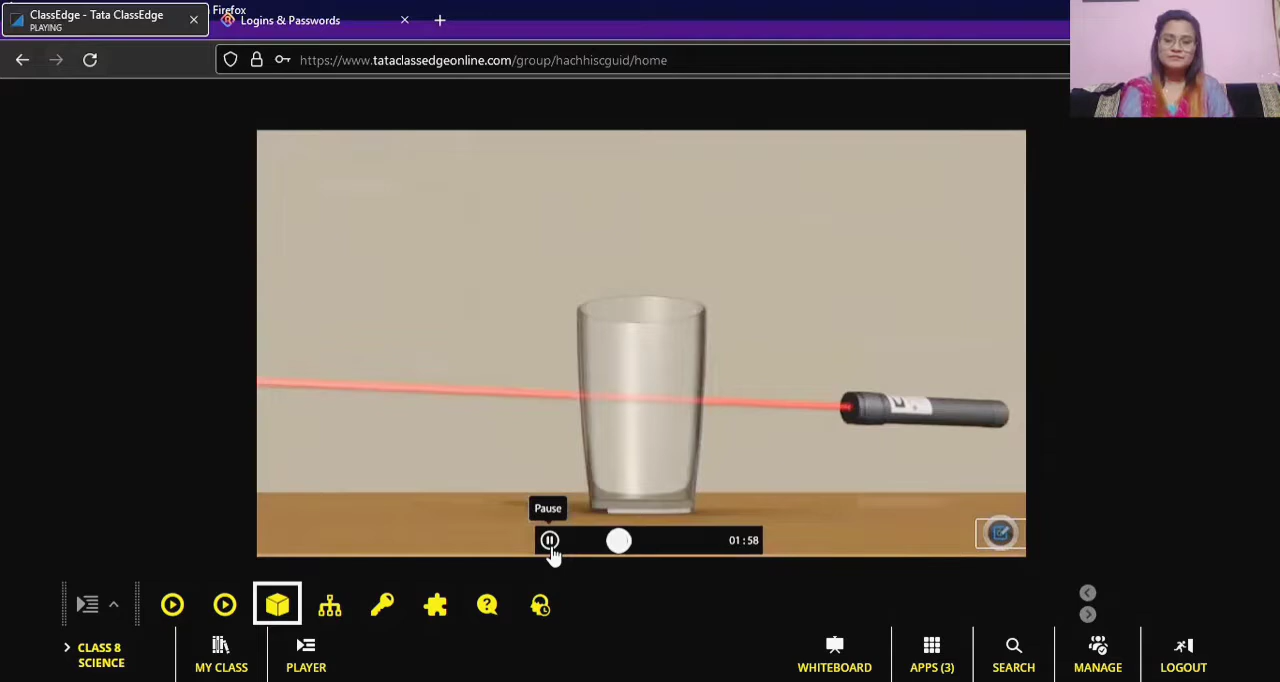 Firefox
ClassEdge - Tata ClassEdge
PLAYING
Logins & Passwords
https://www.tataclassedgeonline.com/group/hachhiscguid/home
Pause
01 : 58
CLASS 8
SCIENCE
MY CLASS
PLAYER
WHITEBOARD
APPS (3)
SEARCH
MANAGE
LOGOUT